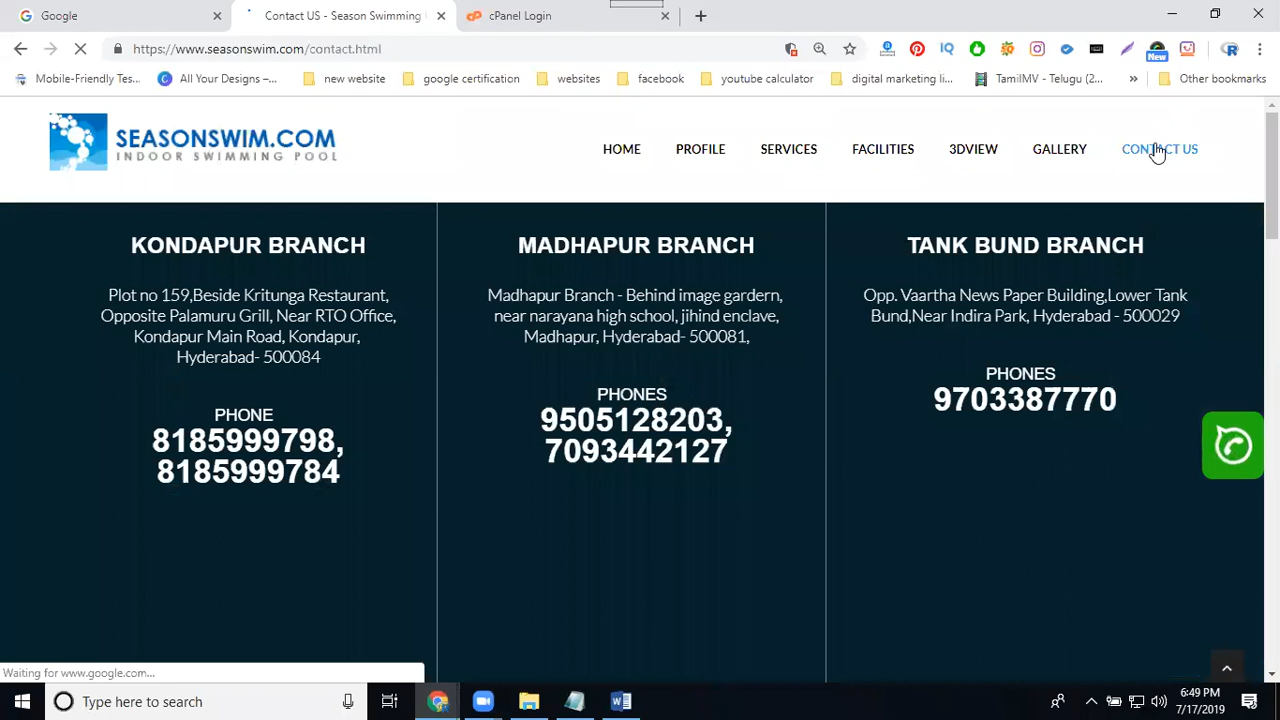 Google
Contact US - Season Swimming
cPanel Login
https://www.seasonswim.com/contact.html
New
Mobile-Friendly Tes...
All Your Designs –...
new website
google certification
websites
facebook
youtube calculator
digital marketing li...
TamilMV - Telugu (2...
»
Other bookmarks
SEASONSWIM.COM
INDOOR SWIMMING POOL
HOME
PROFILE
SERVICES
FACILITIES
3DVIEW
GALLERY
CONTACT US
KONDAPUR BRANCH
Plot no 159,Beside Kritunga Restaurant,
Opposite Palamuru Grill, Near RTO Office,
Kondapur Main Road, Kondapur,
Hyderabad- 500084
PHONE
8185999798,
8185999784
MADHAPUR BRANCH
Madhapur Branch - Behind image gardern,
near narayana high school, jihind enclave,
Madhapur, Hyderabad- 500081,
PHONES
9505128203,
7093442127
TANK BUND BRANCH
Opp. Vaartha News Paper Building,Lower Tank
Bund,Near Indira Park, Hyderabad - 500029
PHONES
9703387770
Waiting for www.google.com...
Type here to search
6:49 PM
7/17/2019